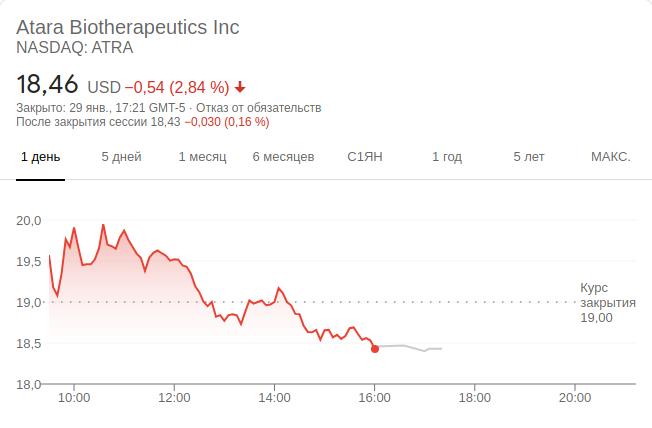 Atara Biotherapeutics Inc
NASDAQ: ATRA
18,46 USD −0,54 (2,84 %)
Закрыто: 29 янв., 17:21 GMT-5 · Отказ от обязательств
После закрытия сессии 18,43 −0,030 (0,16 %)
1 день 5 дней 1 месяц 6 месяцев С1ЯН 1 год 5 лет МАКС.
20,0
19,5
19,0
18,5
18,0
Курс
закрытия
19,00
10:00 12:00 14:00 16:00 18:00 20:00